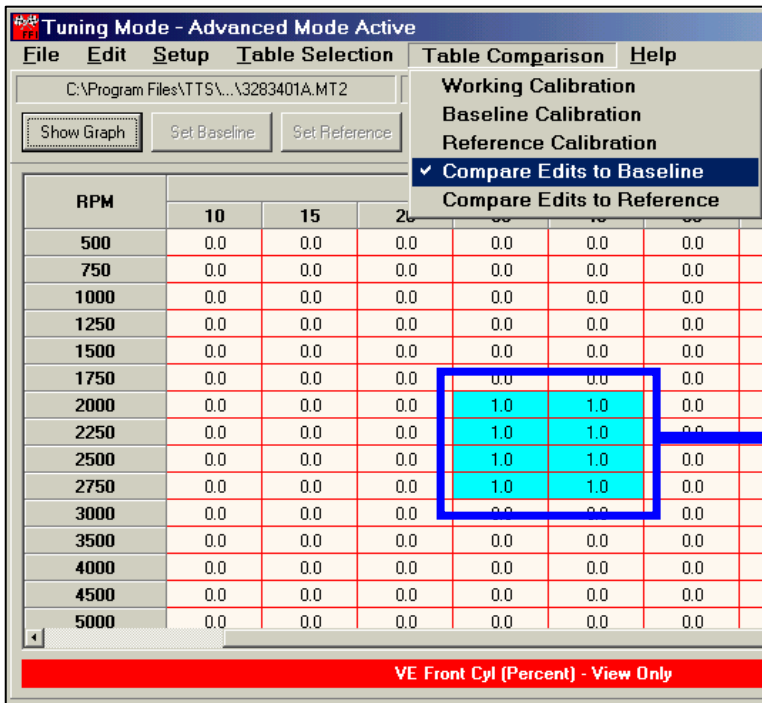 Tuning Mode - Advanced Mode Active
File Edit Setup Table Selection Table Comparison Help
C:\Program Files\TTS\...\3283401A.MT2
Working Calibration
Baseline Calibration
Show Graph Set Baseline Set Reference
Reference Calibration
✓ Compare Edits to Baseline
Compare Edits to Reference
RPM
10 15
500 0.0 0.0 0.0 0.0 0.0 0.0
750 0.0 0.0 0.0 0.0 0.0 0.0
1000 0.0 0.0 0.0 0.0 0.0 0.0
1250 0.0 0.0 0.0 0.0 0.0 0.0
1500 0.0 0.0 0.0 0.0 0.0 0.0
1750 0.0 0.0 0.0 0.0 0.0 0.0
2000 0.0 0.0 0.0 1.0 1.0 0.0
2250 0.0 0.0 0.0 1.0 1.0 0.0
2500 0.0 0.0 0.0 1.0 1.0 0.0
2750 0.0 0.0 0.0 1.0 1.0 0.0
3000 0.0 0.0 0.0 0.0 0.0 0.0
3500 0.0 0.0 0.0 0.0 0.0 0.0
4000 0.0 0.0 0.0 0.0 0.0 0.0
4500 0.0 0.0 0.0 0.0 0.0 0.0
5000 0.0 0.0 0.0 0.0 0.0 0.0
VE Front Cyl (Percent) - View Only